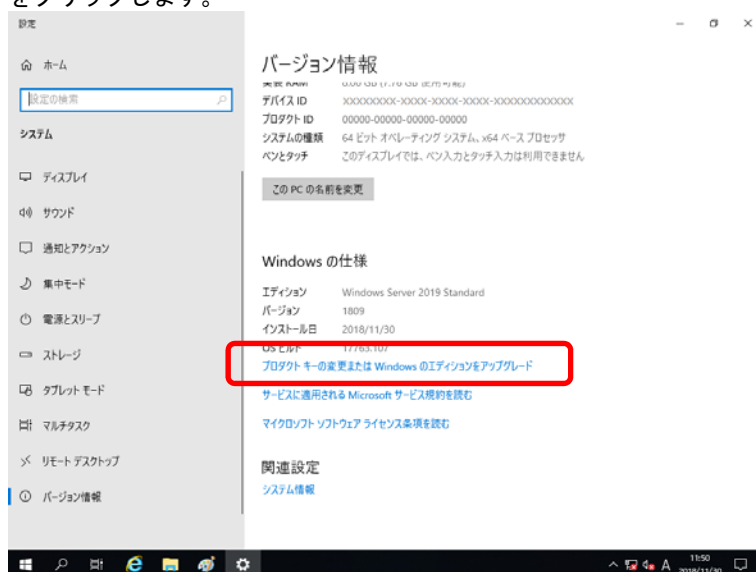 をクリックします。
設定
ホーム
設定の検索
システム
ディスプレイ
サウンド
通知とアクション
集中モード
電源とスリープ
ストレージ
タブレット モード
マルチタスク
リモート デスクトップ
バージョン情報
バージョン情報
実装 RAM
デバイス ID XXXXXXXX-XXXX-XXXX-XXXX-XXXXXXXXXXXX
プロダクト ID 00000-00000-00000-00000
システムの種類 64 ビット オペレーティング システム、x64 ベース プロセッサ
ペンとタッチ このディスプレイでは、ペン入力とタッチ入力は利用できません
この PC の名前を変更
Windows の仕様
エディション Windows Server 2019 Standard
バージョン 1809
インストール日 2018/11/30
OS ビルド 17763.107
プロダクト キーの変更または Windows のエディションをアップグレード
サービスに適用される Microsoft サービス規約を読む
マイクロソフト ソフトウェア ライセンス条項を読む
関連設定
システム情報
A
11:50
2018/11/30